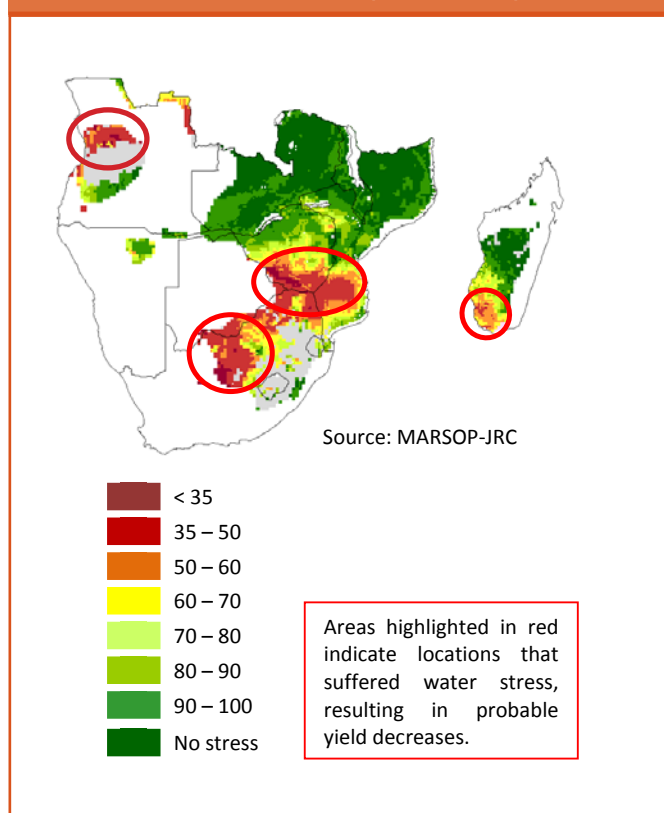 Source: MARSOP-JRC
< 35
35 – 50
50 – 60
60 – 70
70 – 80
80 – 90
90 – 100
No stress
Areas highlighted in red
indicate locations that
suffered water stress,
resulting in probable
yield decreases.